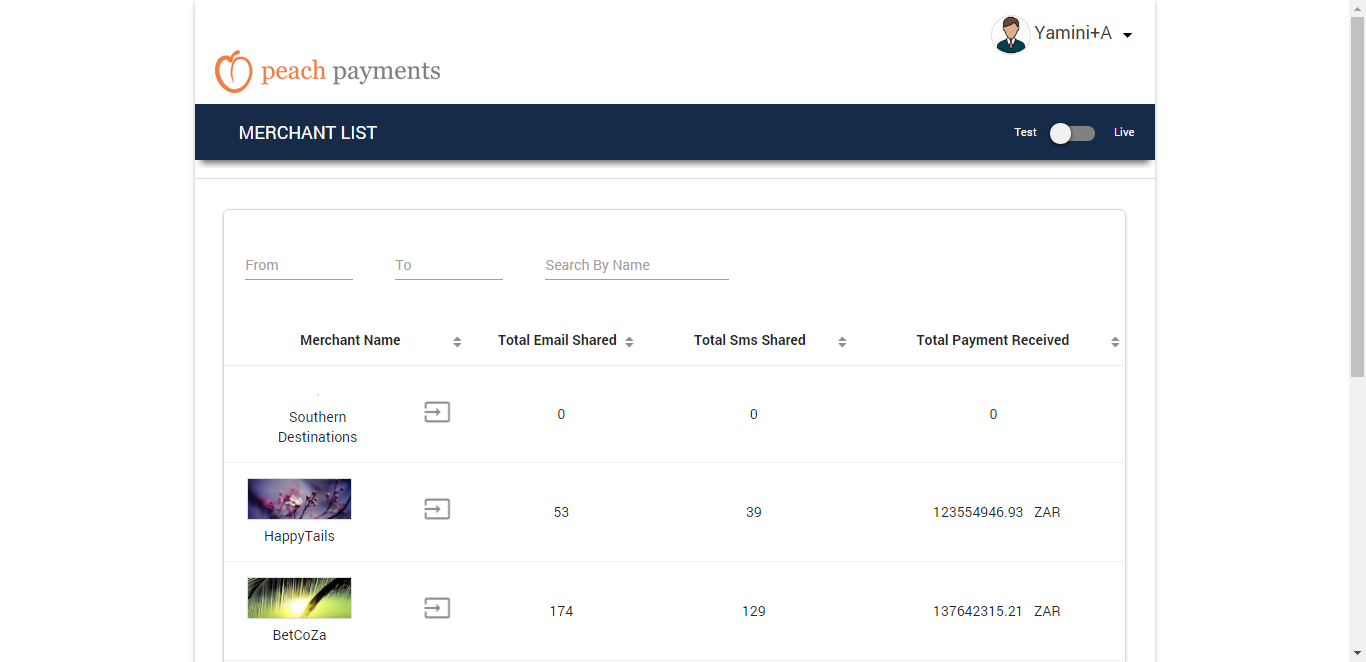 Yamini+A
peach payments
MERCHANT LIST
Test
Live
From
To
Search By Name
Merchant Name
Total Email Shared
Total Sms Shared
Total Payment Received
Southern
Destinations
0
0
0
HappyTails
53
39
123554946.93 ZAR
BetCoZa
174
129
137642315.21 ZAR